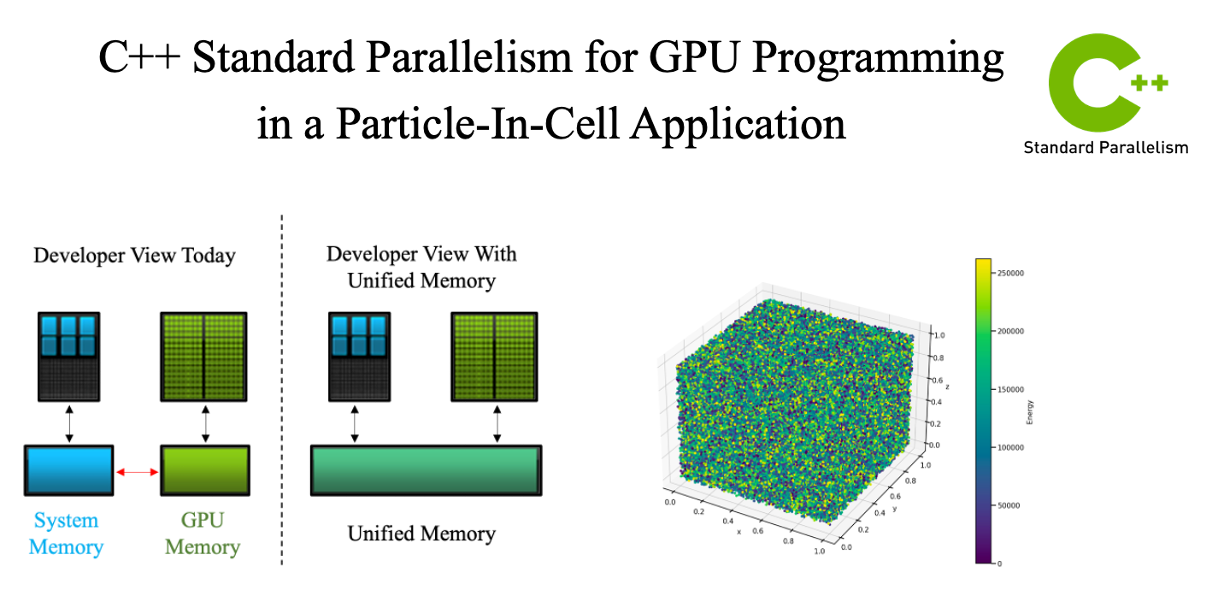 C++ Standard Parallelism for GPU Programming
in a Particle-In-Cell Application
C++
Standard Parallelism
Developer View Today
Developer View With
Unified Memory
System
Memory
GPU
Memory
Unified Memory
1.0
0.8
0.6
0.4
0.2
0.0
z
0.0
0.2
0.4
0.6
0.8
1.0
x
0.0
0.2
0.4
0.6
0.8
1.0
y
250000
200000
150000
100000
50000
0
Energy